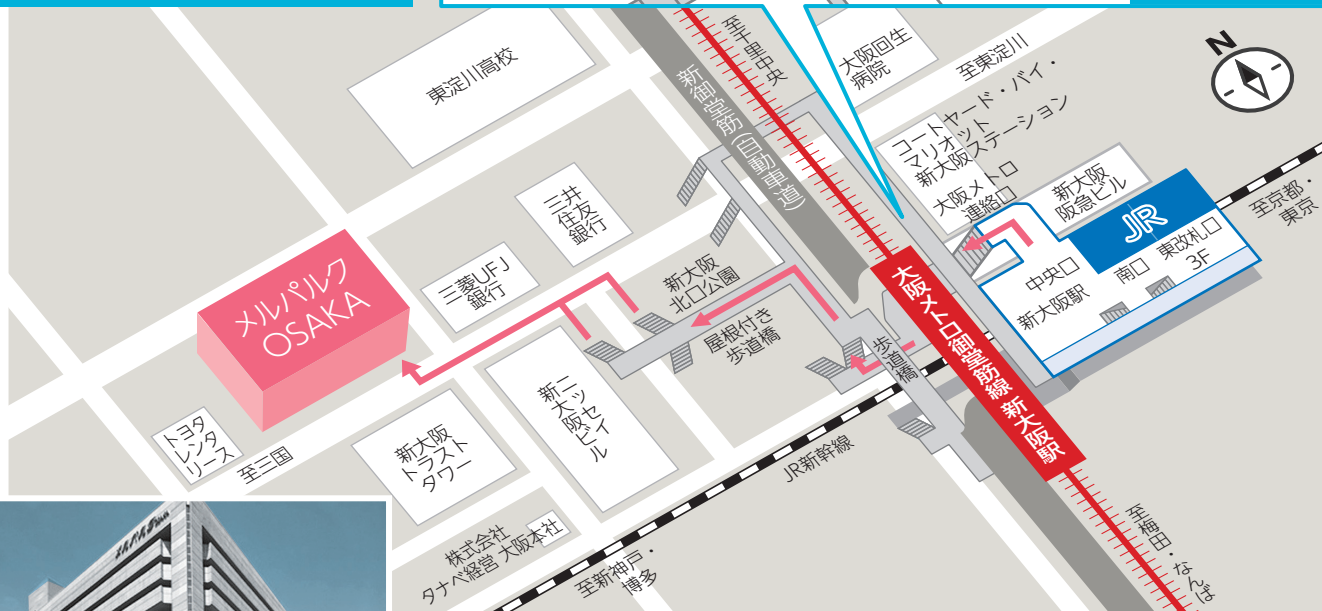 東淀川高校
新御堂筋(自動車道)
至千里中央
大阪回生
病院
至東淀川
N
コートヤード・バイ・
マリオット
新大阪ステーション
大阪メトロ
連絡口
新大阪
阪急ビル
JR
至京都・
東京
中央口
南口
東改札口
3F
新大阪駅
三井
住友
銀行
三菱UFJ
銀行
新大阪
北口公園
屋根付き
歩道橋
歩道橋
大阪メトロ御堂筋線 新大阪駅
メルパルク
OSAKA
トヨタ
レンタ
リース
至三国
新大阪
トラスト
タワー
ニッセイ
新大阪ビル
JR新幹線
株式会社
タナベ経営 大阪本社
至新神戸・
博多
至梅田・なんば